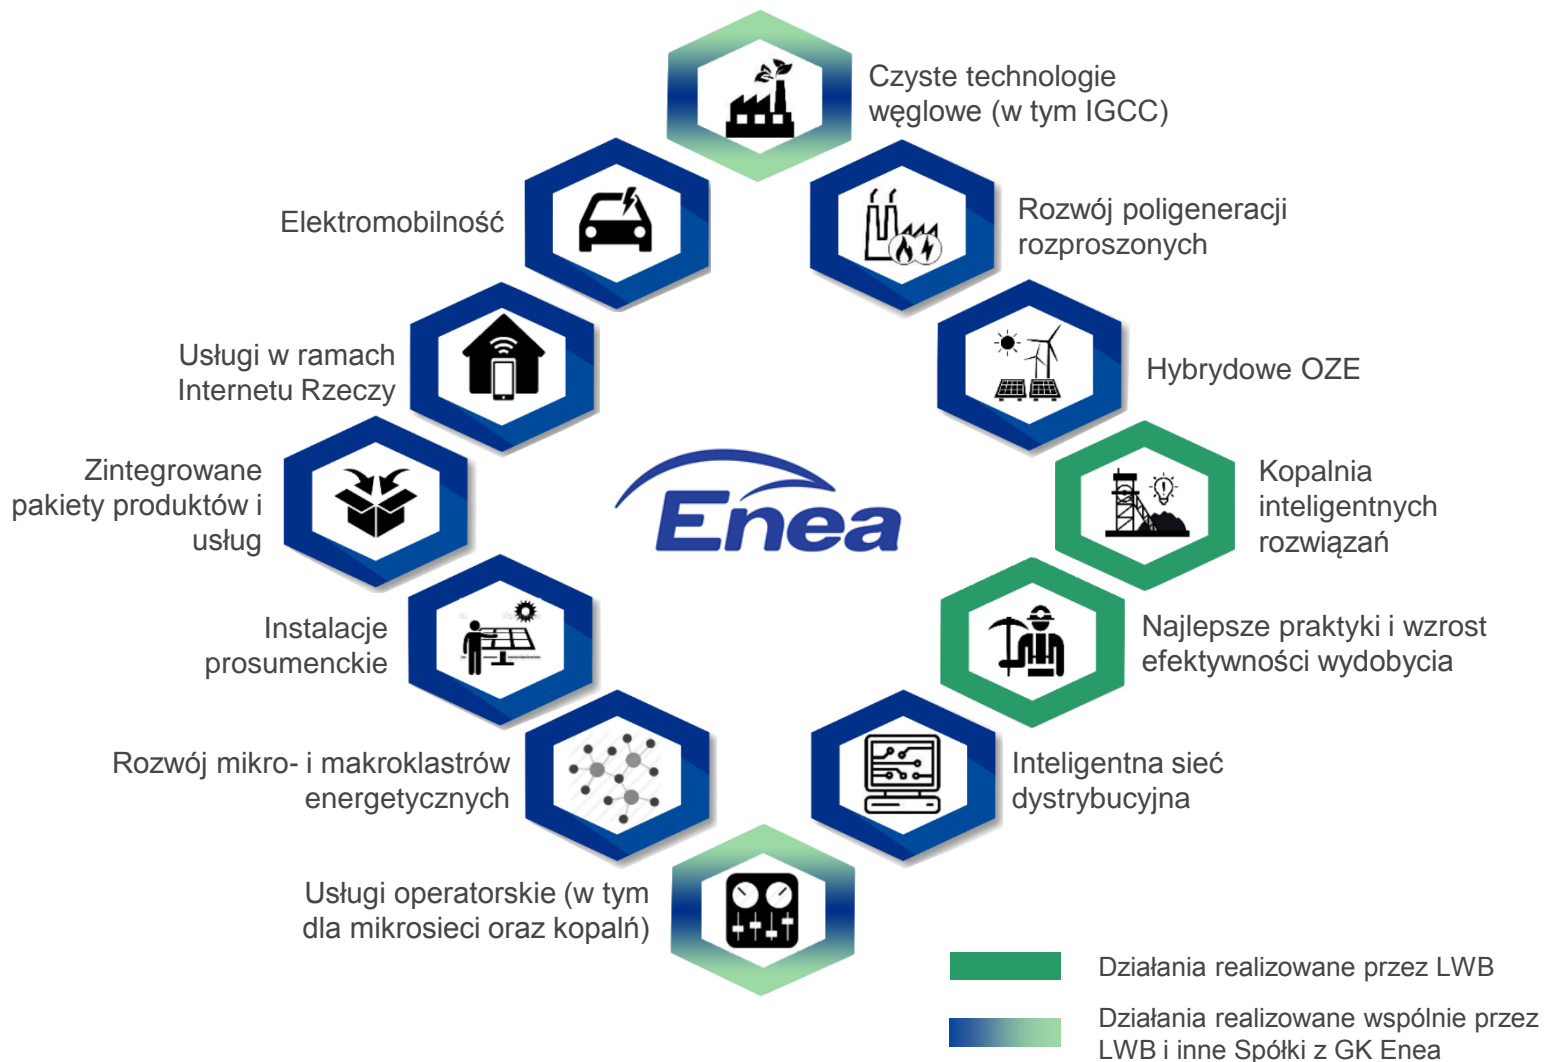 Czyste technologie
węglowe (w tym IGCC)
Elektromobilność
Rozwój poligeneracji
rozproszonych
Usługi w ramach
Internetu Rzeczy
Hybrydowe OZE
Zintegrowane
pakiety produktów i
usług
Enea
Kopalnia
inteligentnych
rozwiązań
Instalacje
prosumenckie
Najlepsze praktyki i wzrost
efektywności wydobycia
Rozwój mikro- i makroklastrów
energetycznych
Inteligentna sieć
dystrybucyjna
Usługi operatorskie (w tym
dla mikrosieci oraz kopalń)
Działania realizowane przez LWB
Działania realizowane wspólnie przez
LWB i inne Spółki z GK Enea